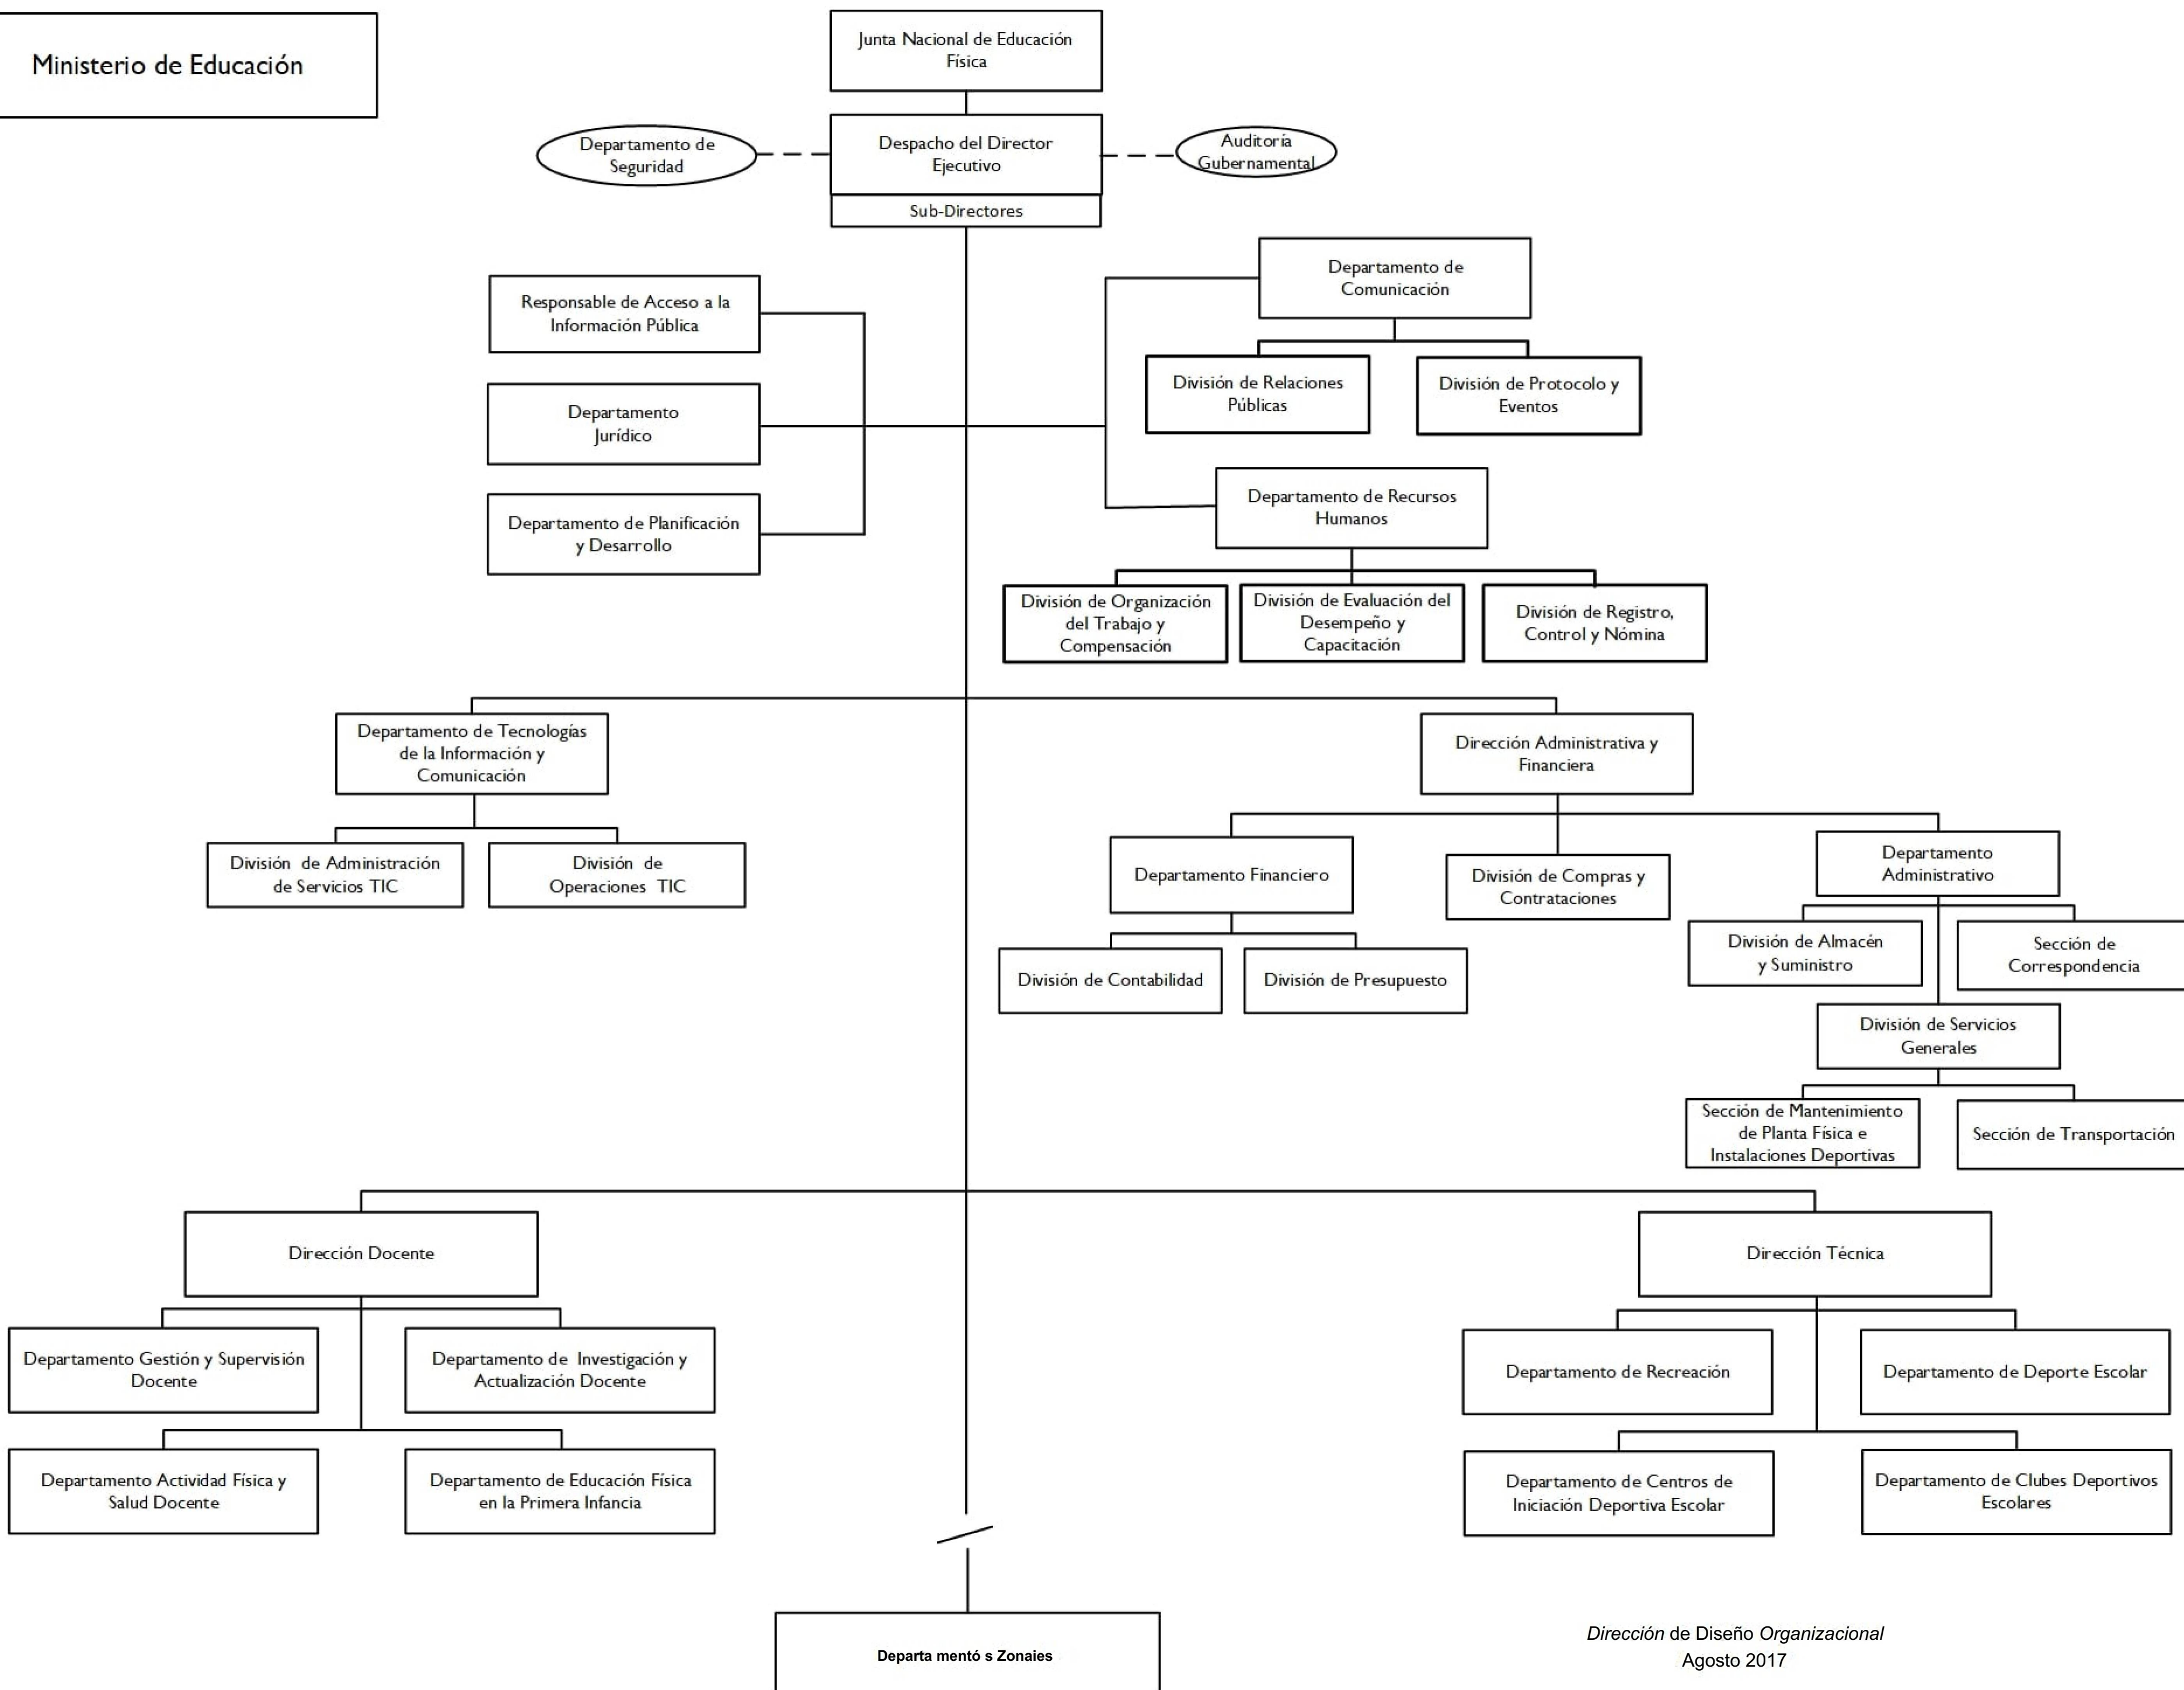 Ministerio de Educación
Junta Nacional de Educación
Física
Departamento de
Seguridad
Despacho del Director
Ejecutivo
Auditoría
Gubernamental
Sub-Directores
Responsable de Acceso a la
Información Pública
Departamento
Jurídico
Departamento de Planificación
y Desarrollo
Departamento de
Comunicación
División de Relaciones
Públicas
División de Protocolo y
Eventos
Departamento de Recursos
Humanos
División de Organización
del Trabajo y
Compensación
División de Evaluación del
Desempeño y
Capacitación
División de Registro,
Control y Nómina
Departamento de Tecnologías
de la Información y
Comunicación
División de Administración
de Servicios TIC
División de
Operaciones TIC
Dirección Administrativa y
Financiera
Departamento Financiero
División de Contabilidad
División de Presupuesto
División de Compras y
Contrataciones
Departamento
Administrativo
División de Almacén
y Suministro
Sección de
Correspondencia
División de Servicios
Generales
Sección de Mantenimiento
de Planta Física e
Instalaciones Deportivas
Sección de Transportación
Dirección Docente
Departamento Gestión y Supervisión
Docente
Departamento de Investigación y
Actualización Docente
Departamento Actividad Física y
Salud Docente
Departamento de Educación Física
en la Primera Infancia
Dirección Técnica
Departamento de Recreación
Departamento de Deporte Escolar
Departamento de Centros de
Iniciación Deportiva Escolar
Departamento de Clubes Deportivos
Escolares
Departa mentó s Zonaies
Dirección de Diseño Organizacional
Agosto 2017